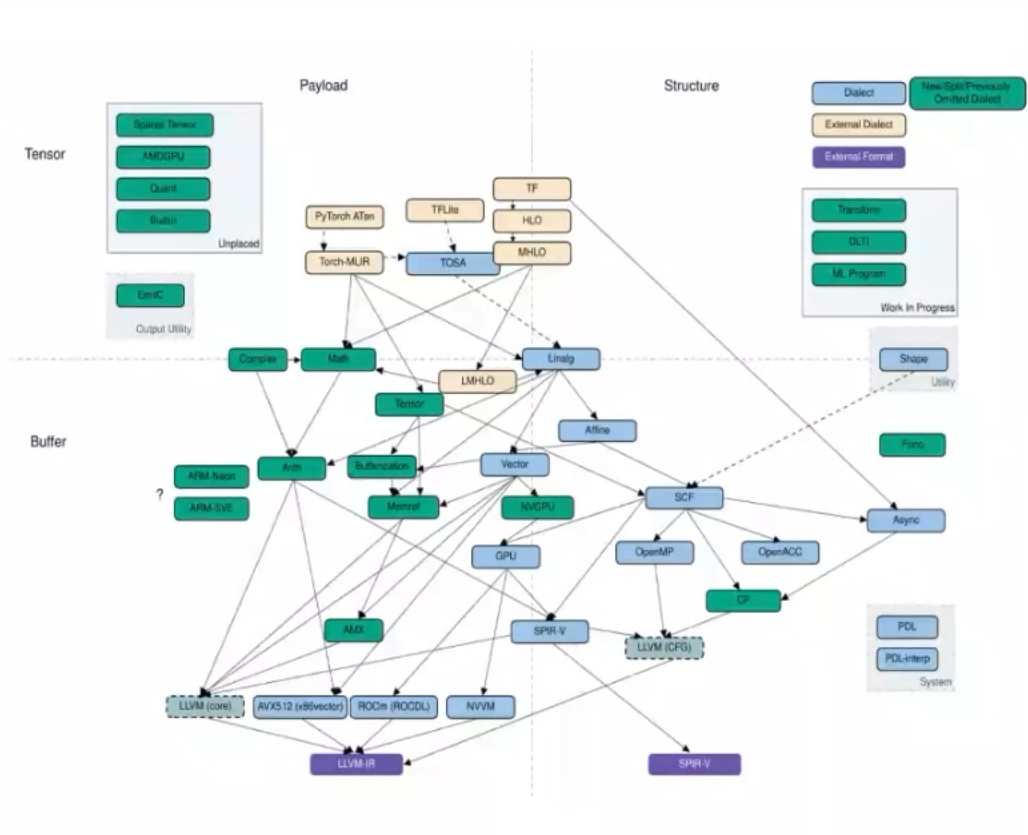 Payload
Structure
Dialect
New/Split/Previously
Omitted Dialect
External Dialect
External Format
Tensor
Sparse Tensor
AMDGPU
Quant
Builtin
Unplaced
TF
PyTorch ATen
TFLite
HLO
Torch-MLIR
TOSA
MHLO
Transform
DLTI
ML Program
Work In Progress
EmitC
Output Utility
Complex
Math
Linalg
Shape
Utility
LMHLO
Tensor
Buffer
Affine
Func
ARM-Neon
Arith
Bufferization
Vector
?
ARM-SVE
Memref
NVGPU
SCF
Async
GPU
OpenMP
OpenACC
CF
AMX
SPIR-V
LLVM (CFG)
PDL
PDL-interp
System
LLVM (core)
AVX512 (x86vector)
ROCm (ROCDL)
NVVM
LLVM-IR
SPIR-V